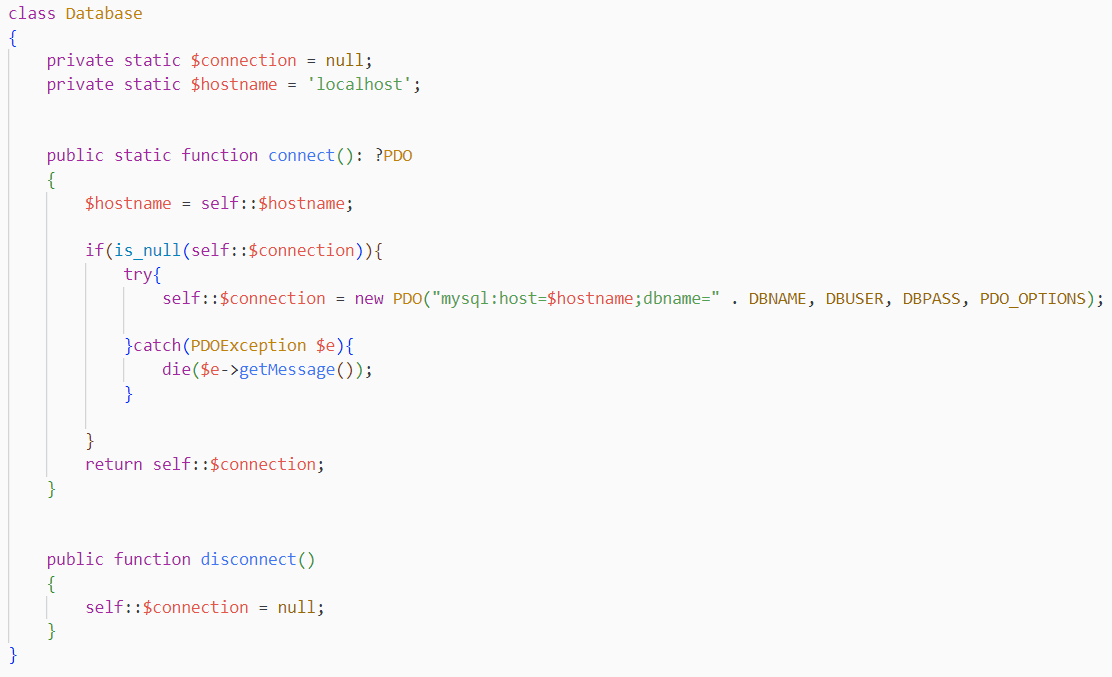 class Database
{
    private static $connection = null;
    private static $hostname = 'localhost';
    public static function connect(): ?PDO
    {
        $hostname = self::$hostname;
        if(is_null(self::$connection)){
            try{
                self::$connection = new PDO("mysql:host=$hostname;dbname=" . DBNAME, DBUSER, DBPASS, PDO_OPTIONS);
            }catch(PDOException $e){
                die($e->getMessage());
            }
        }
        return self::$connection;
    }
    public function disconnect()
    {
        self::$connection = null;
    }
}